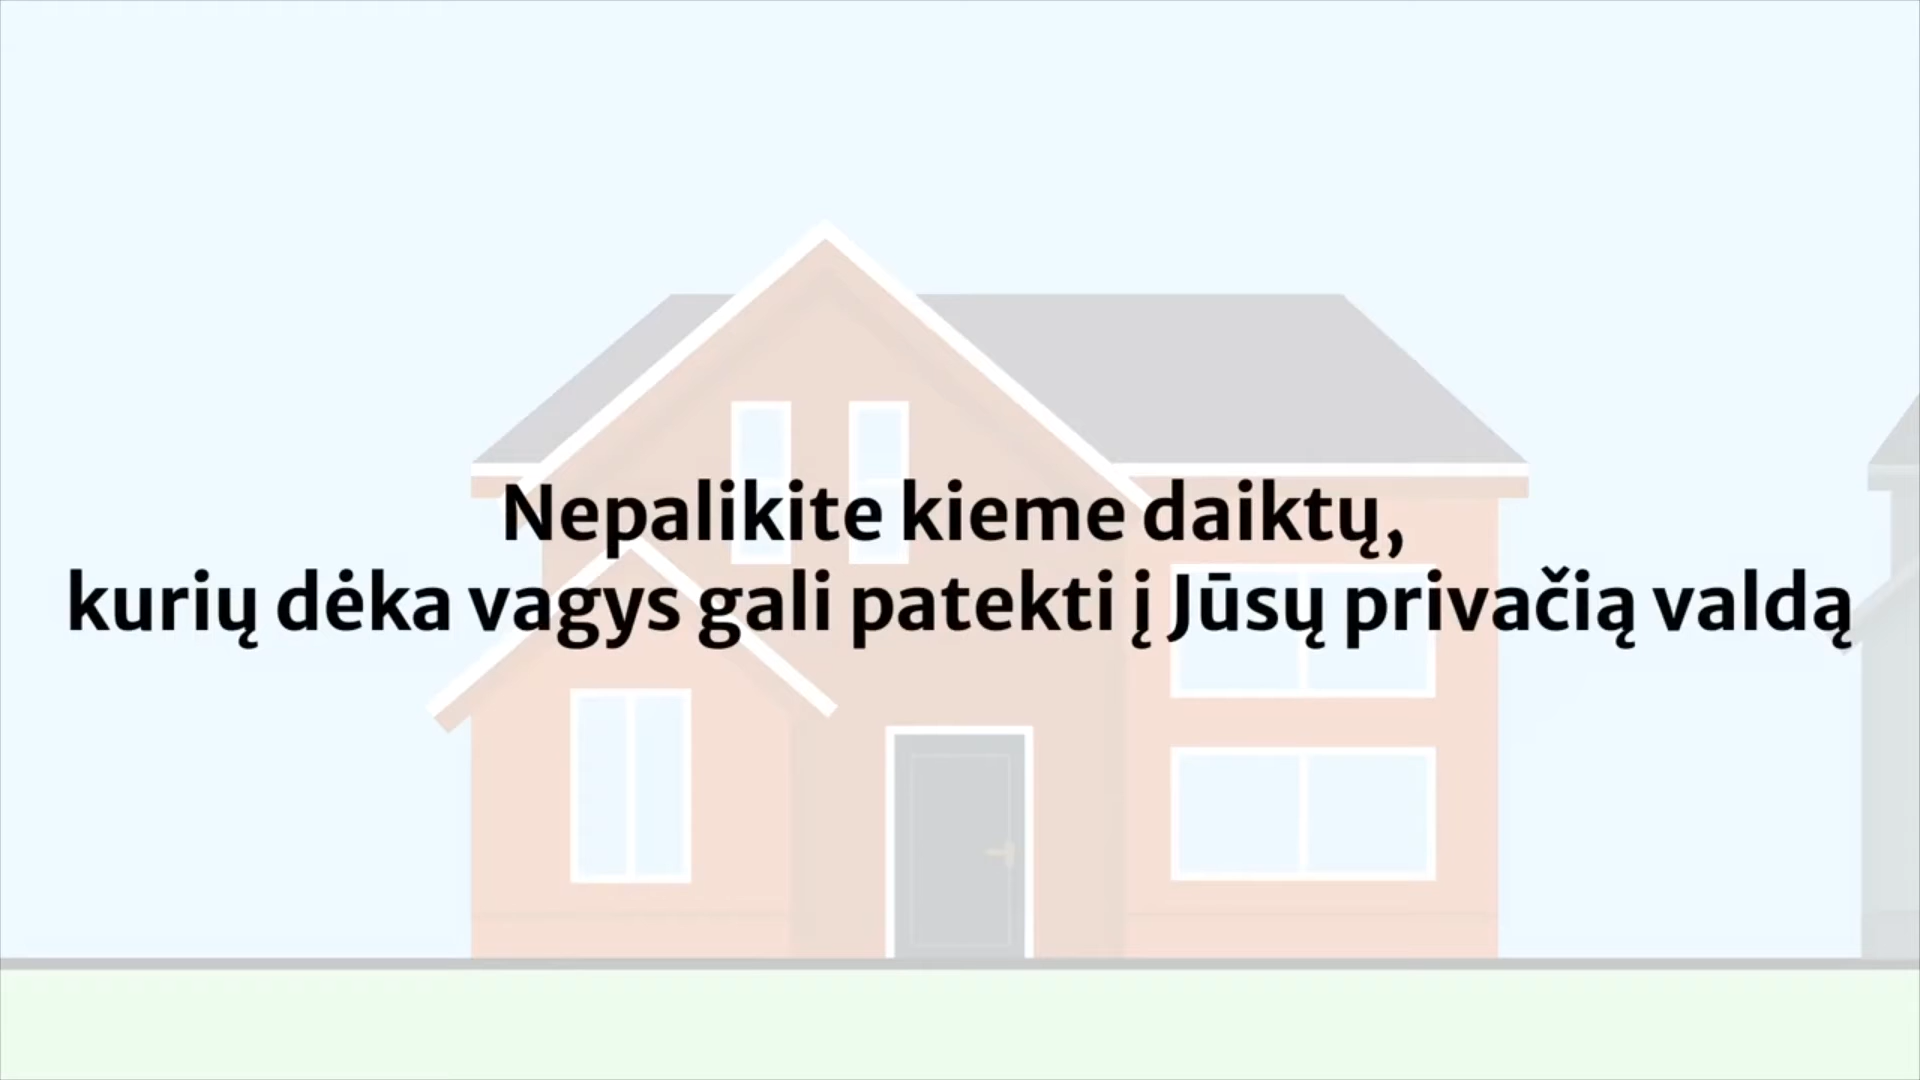 Nepalikite kieme daiktų,
kurių dėka vagys gali patekti į Jūsų privačią valdą